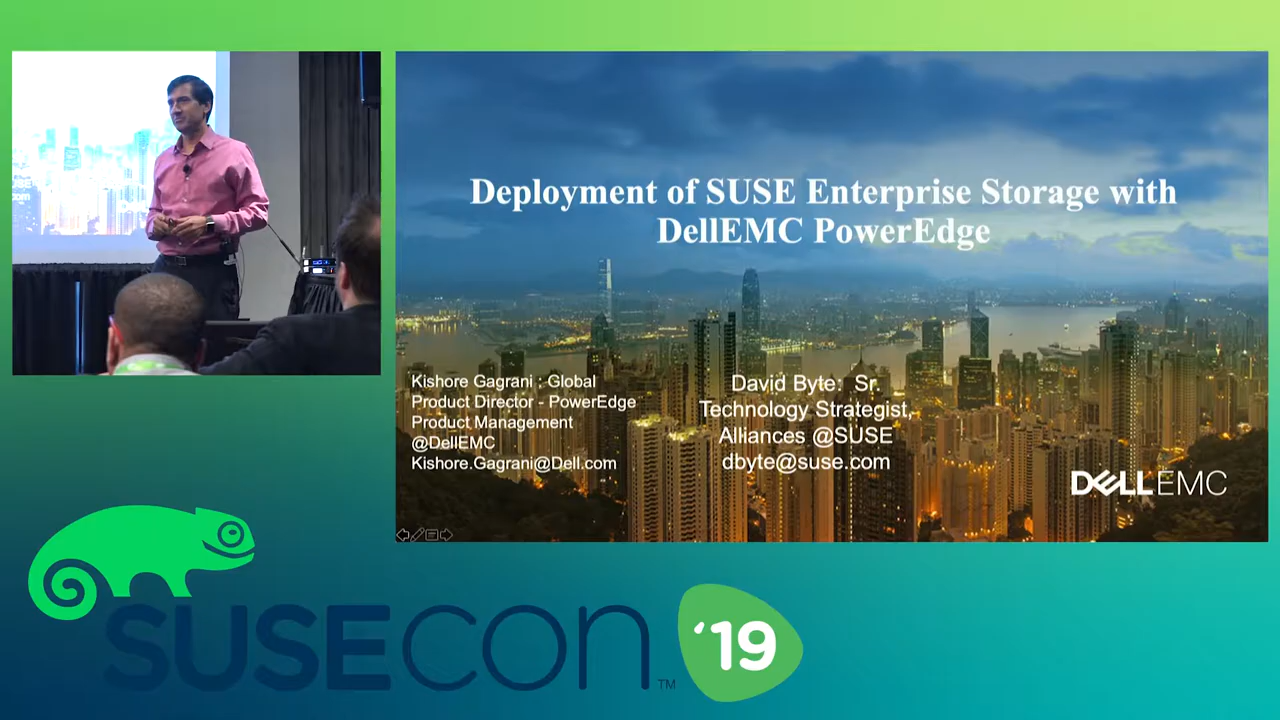 Deployment of SUSE Enterprise Storage with
DellEMC PowerEdge
Kishore Gagrani : Global
Product Director - PowerEdge
Product Management
@DellEMC
Kishore.Gagrani@Dell.com
David Byte: Sr.
Technology Strategist,
Alliances @SUSE
dbyte@suse.com
DELLEMC
SUSECON™ '19